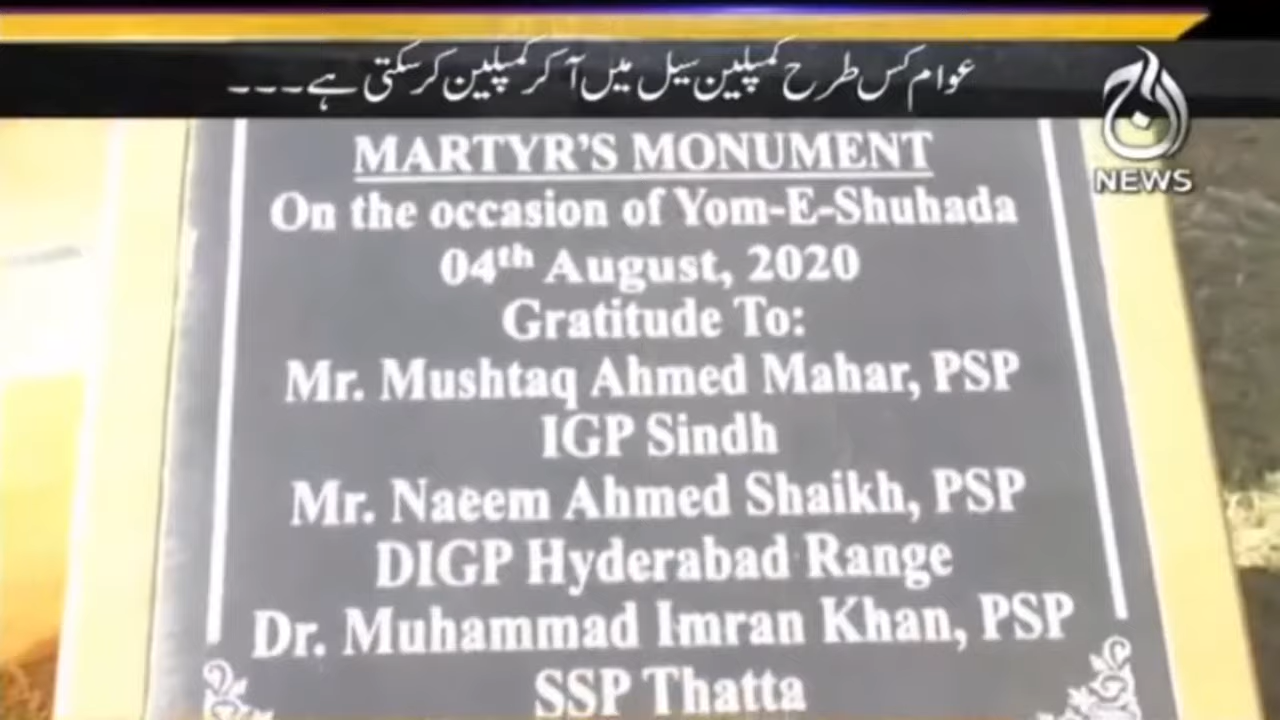 عوام کس طرح کمپلین سیل میں آ کر کمپلین کرسکتی ہے۔۔۔
آج
NEWS
MARTYR'S MONUMENT
On the occasion of Yom-E-Shuhada
04th August, 2020
Gratitude To:
Mr. Mushtaq Ahmed Mahar, PSP
IGP Sindh
Mr. Naeem Ahmed Shaikh, PSP
DIGP Hyderabad Range
Dr. Muhammad Imran Khan, PSP
SSP Thatta